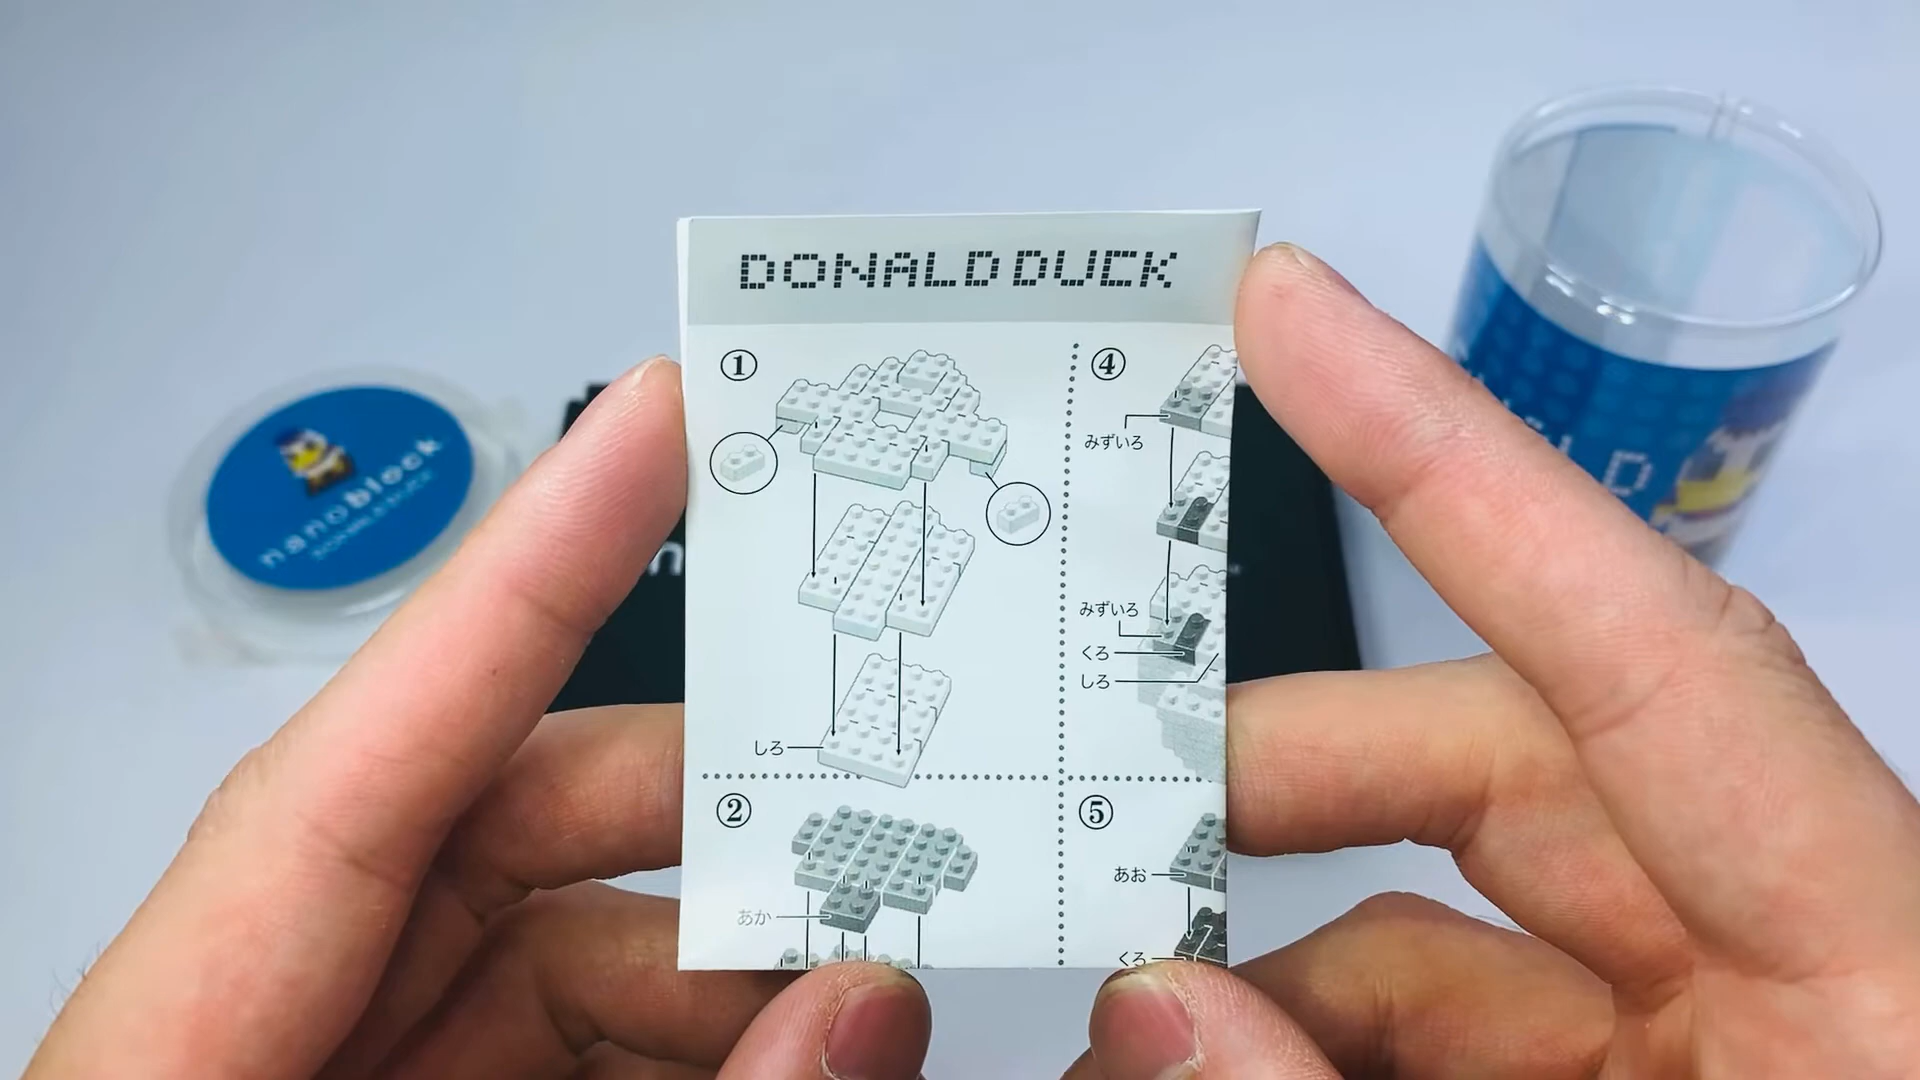 DONALD DUCK
①
しろ
②
あか
④
みずいろ
みずいろ
くろ
しろ
⑤
あお
くろ
nanoblock